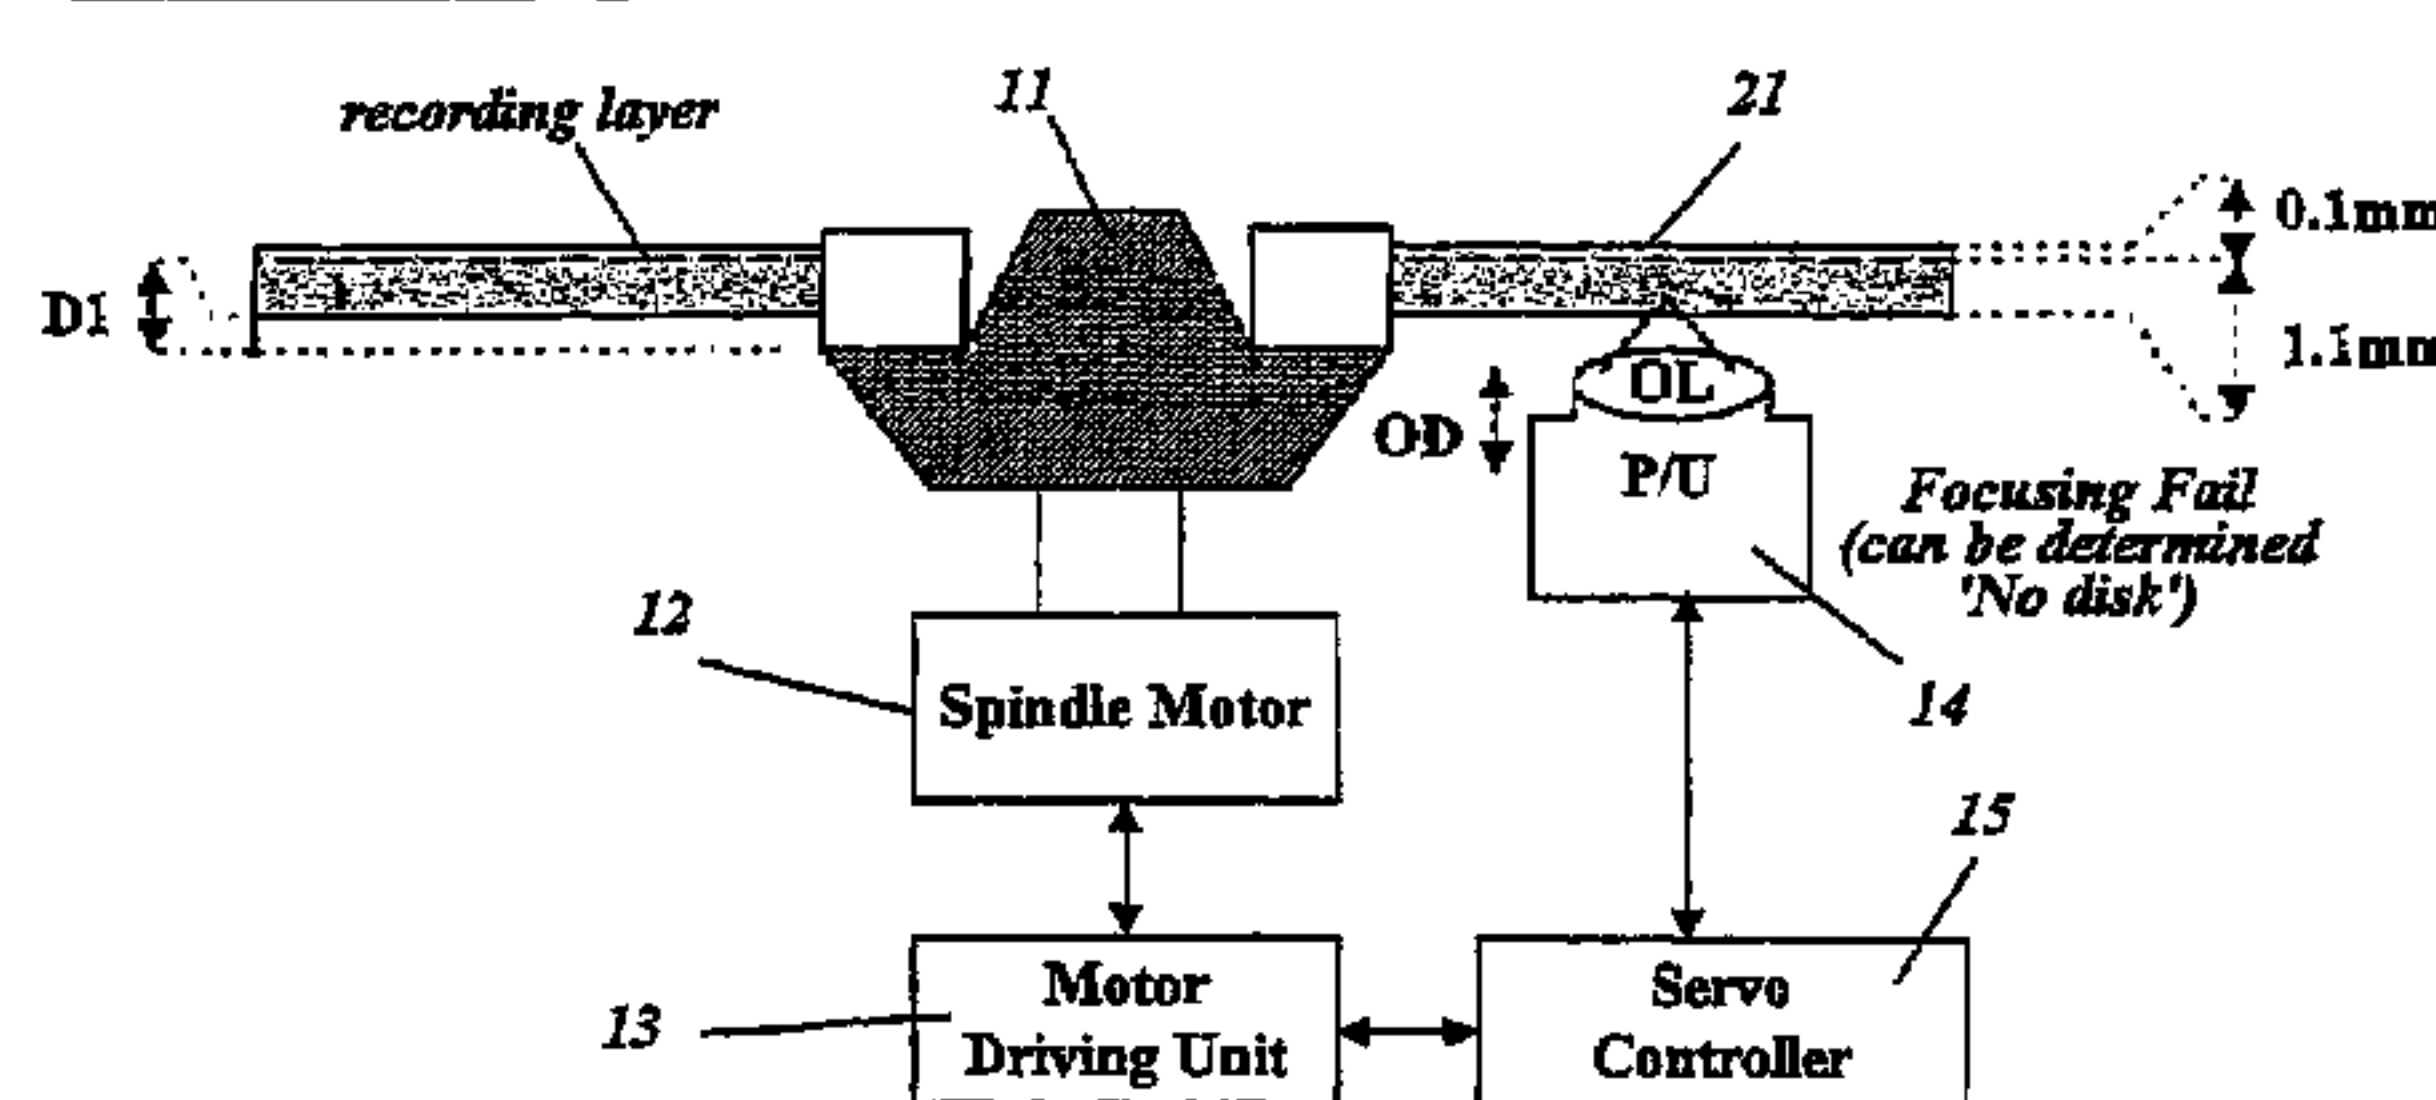 recording layer
11
21
0.1mm
D1
1.1mm
OL
OD
P/U
Focusing Fail
(can be determined
'No disk')
12
14
Spindle Motor
15
13
Motor
Driving Unit
Servo
Controller